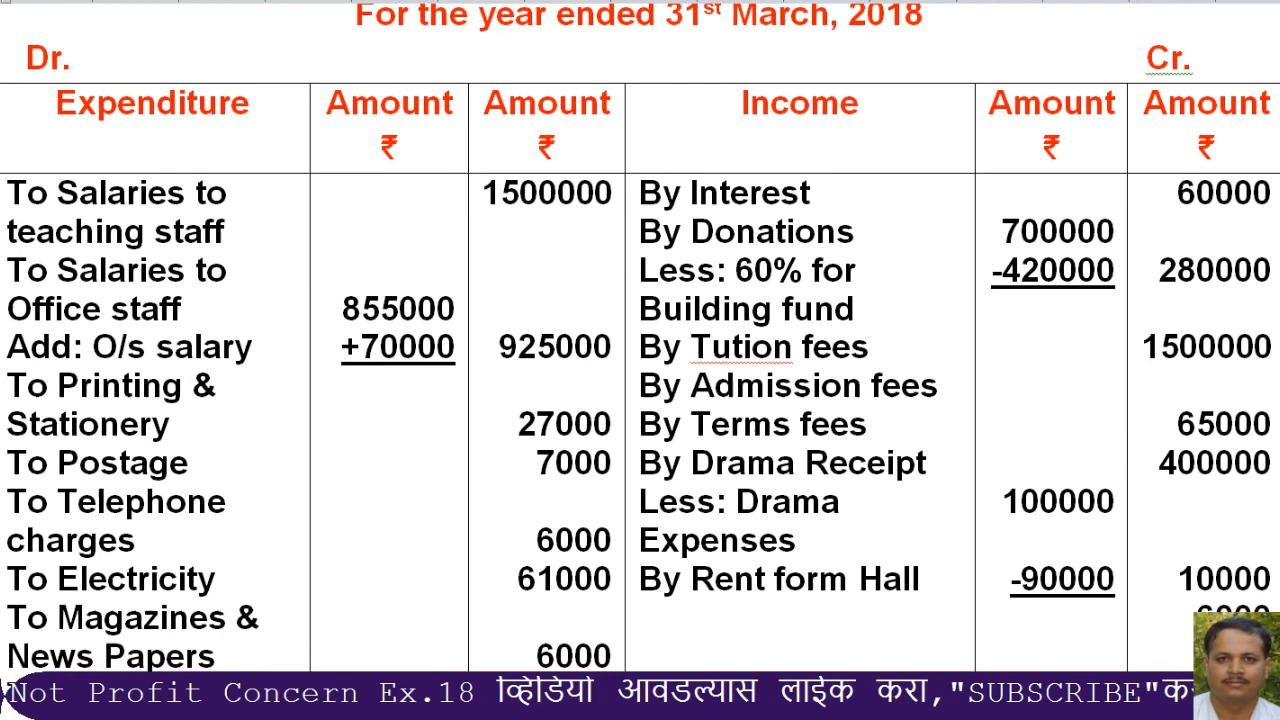 For the year ended 31st March, 2018
Dr. Cr.
Expenditure Amount Amount Income Amount Amount
₹ ₹ ₹ ₹
To Salaries to 1500000 By Interest 60000
teaching staff By Donations 700000
To Salaries to Less: 60% for -420000 280000
Office staff 855000 Building fund
Add: O/s salary +70000 925000 By Tution fees 1500000
To Printing & By Admission fees
Stationery 27000 By Terms fees 65000
To Postage 7000 By Drama Receipt 400000
To Telephone Less: Drama 100000
charges 6000 Expenses
To Electricity 61000 By Rent form Hall -90000 10000
To Magazines &
News Papers 6000
Not Profit Concern Ex.18 व्हिडियो आवडल्यास लाईक करा,"SUBSCRIBE"